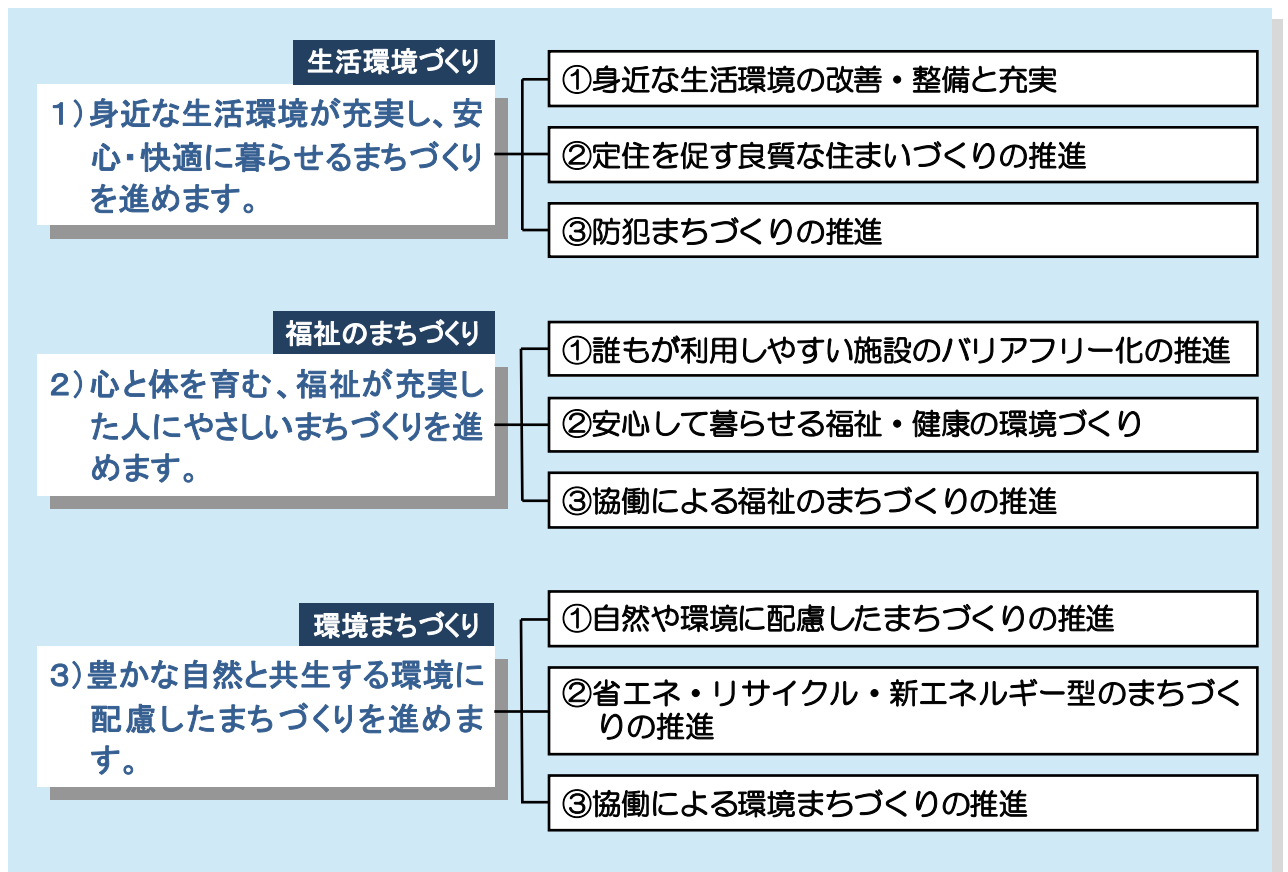 生活環境づくり
1）身近な生活環境が充実し、安
心・快適に暮らせるまちづくり
を進めます。
①身近な生活環境の改善・整備と充実
②定住を促す良質な住まいづくりの推進
③防犯まちづくりの推進
福祉のまちづくり
2）心と体を育む、福祉が充実し
た人にやさしいまちづくりを進
めます。
①誰もが利用しやすい施設のバリアフリー化の推進
②安心して暮らせる福祉・健康の環境づくり
③協働による福祉のまちづくりの推進
環境まちづくり
3）豊かな自然と共生する環境に
配慮したまちづくりを進めま
す。
①自然や環境に配慮したまちづくりの推進
②省エネ・リサイクル・新エネルギー型のまちづく
りの推進
③協働による環境まちづくりの推進